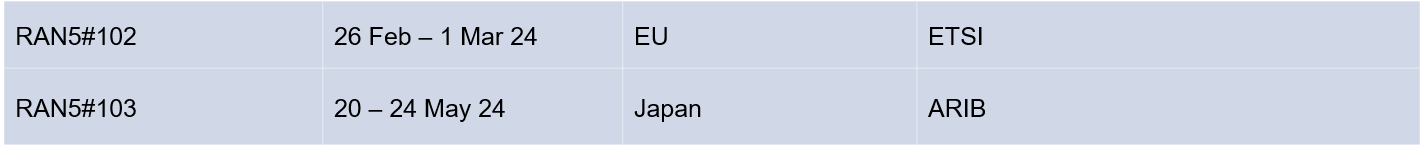 RAN5#102 26 Feb – 1 Mar 24 EU ETSI
RAN5#103 20 – 24 May 24 Japan ARIB